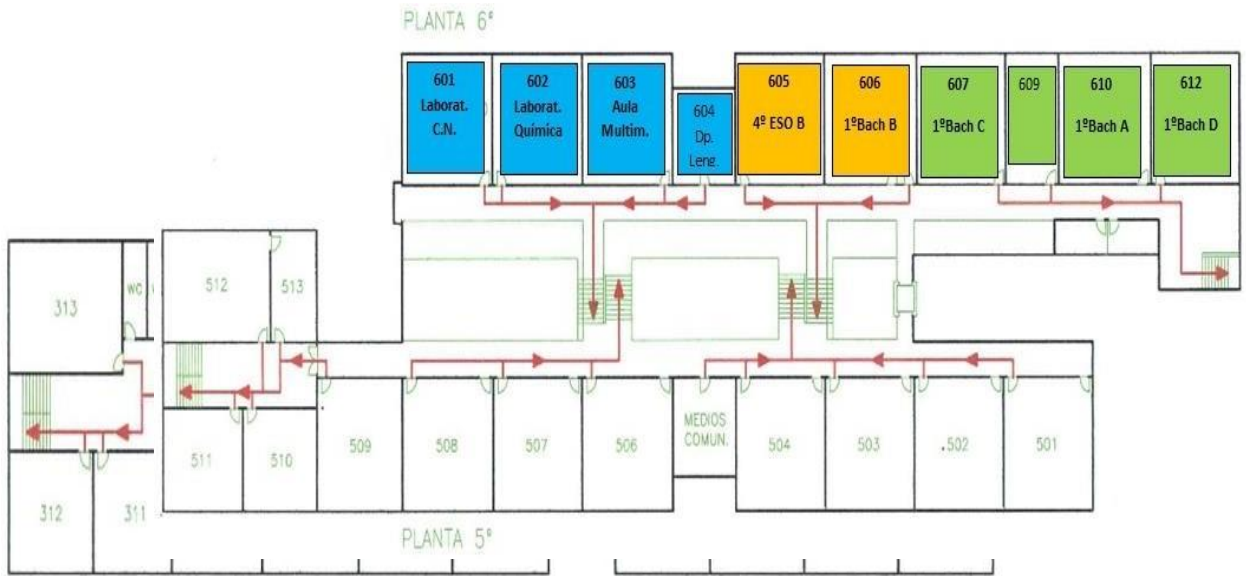 PLANTA 6ª
601
Laborat.
C.N.
602
Laborat.
Química
603
Aula
Multim.
604
Dp.
Leng.
605
4º ESO B
606
1ºBach B
607
1ºBach C
609
610
1ºBach A
612
1ºBach D
313
WC
512
513
312
311
511
510
509
508
507
506
MEDIOS
COMUN.
504
503
.502
501
PLANTA 5ª